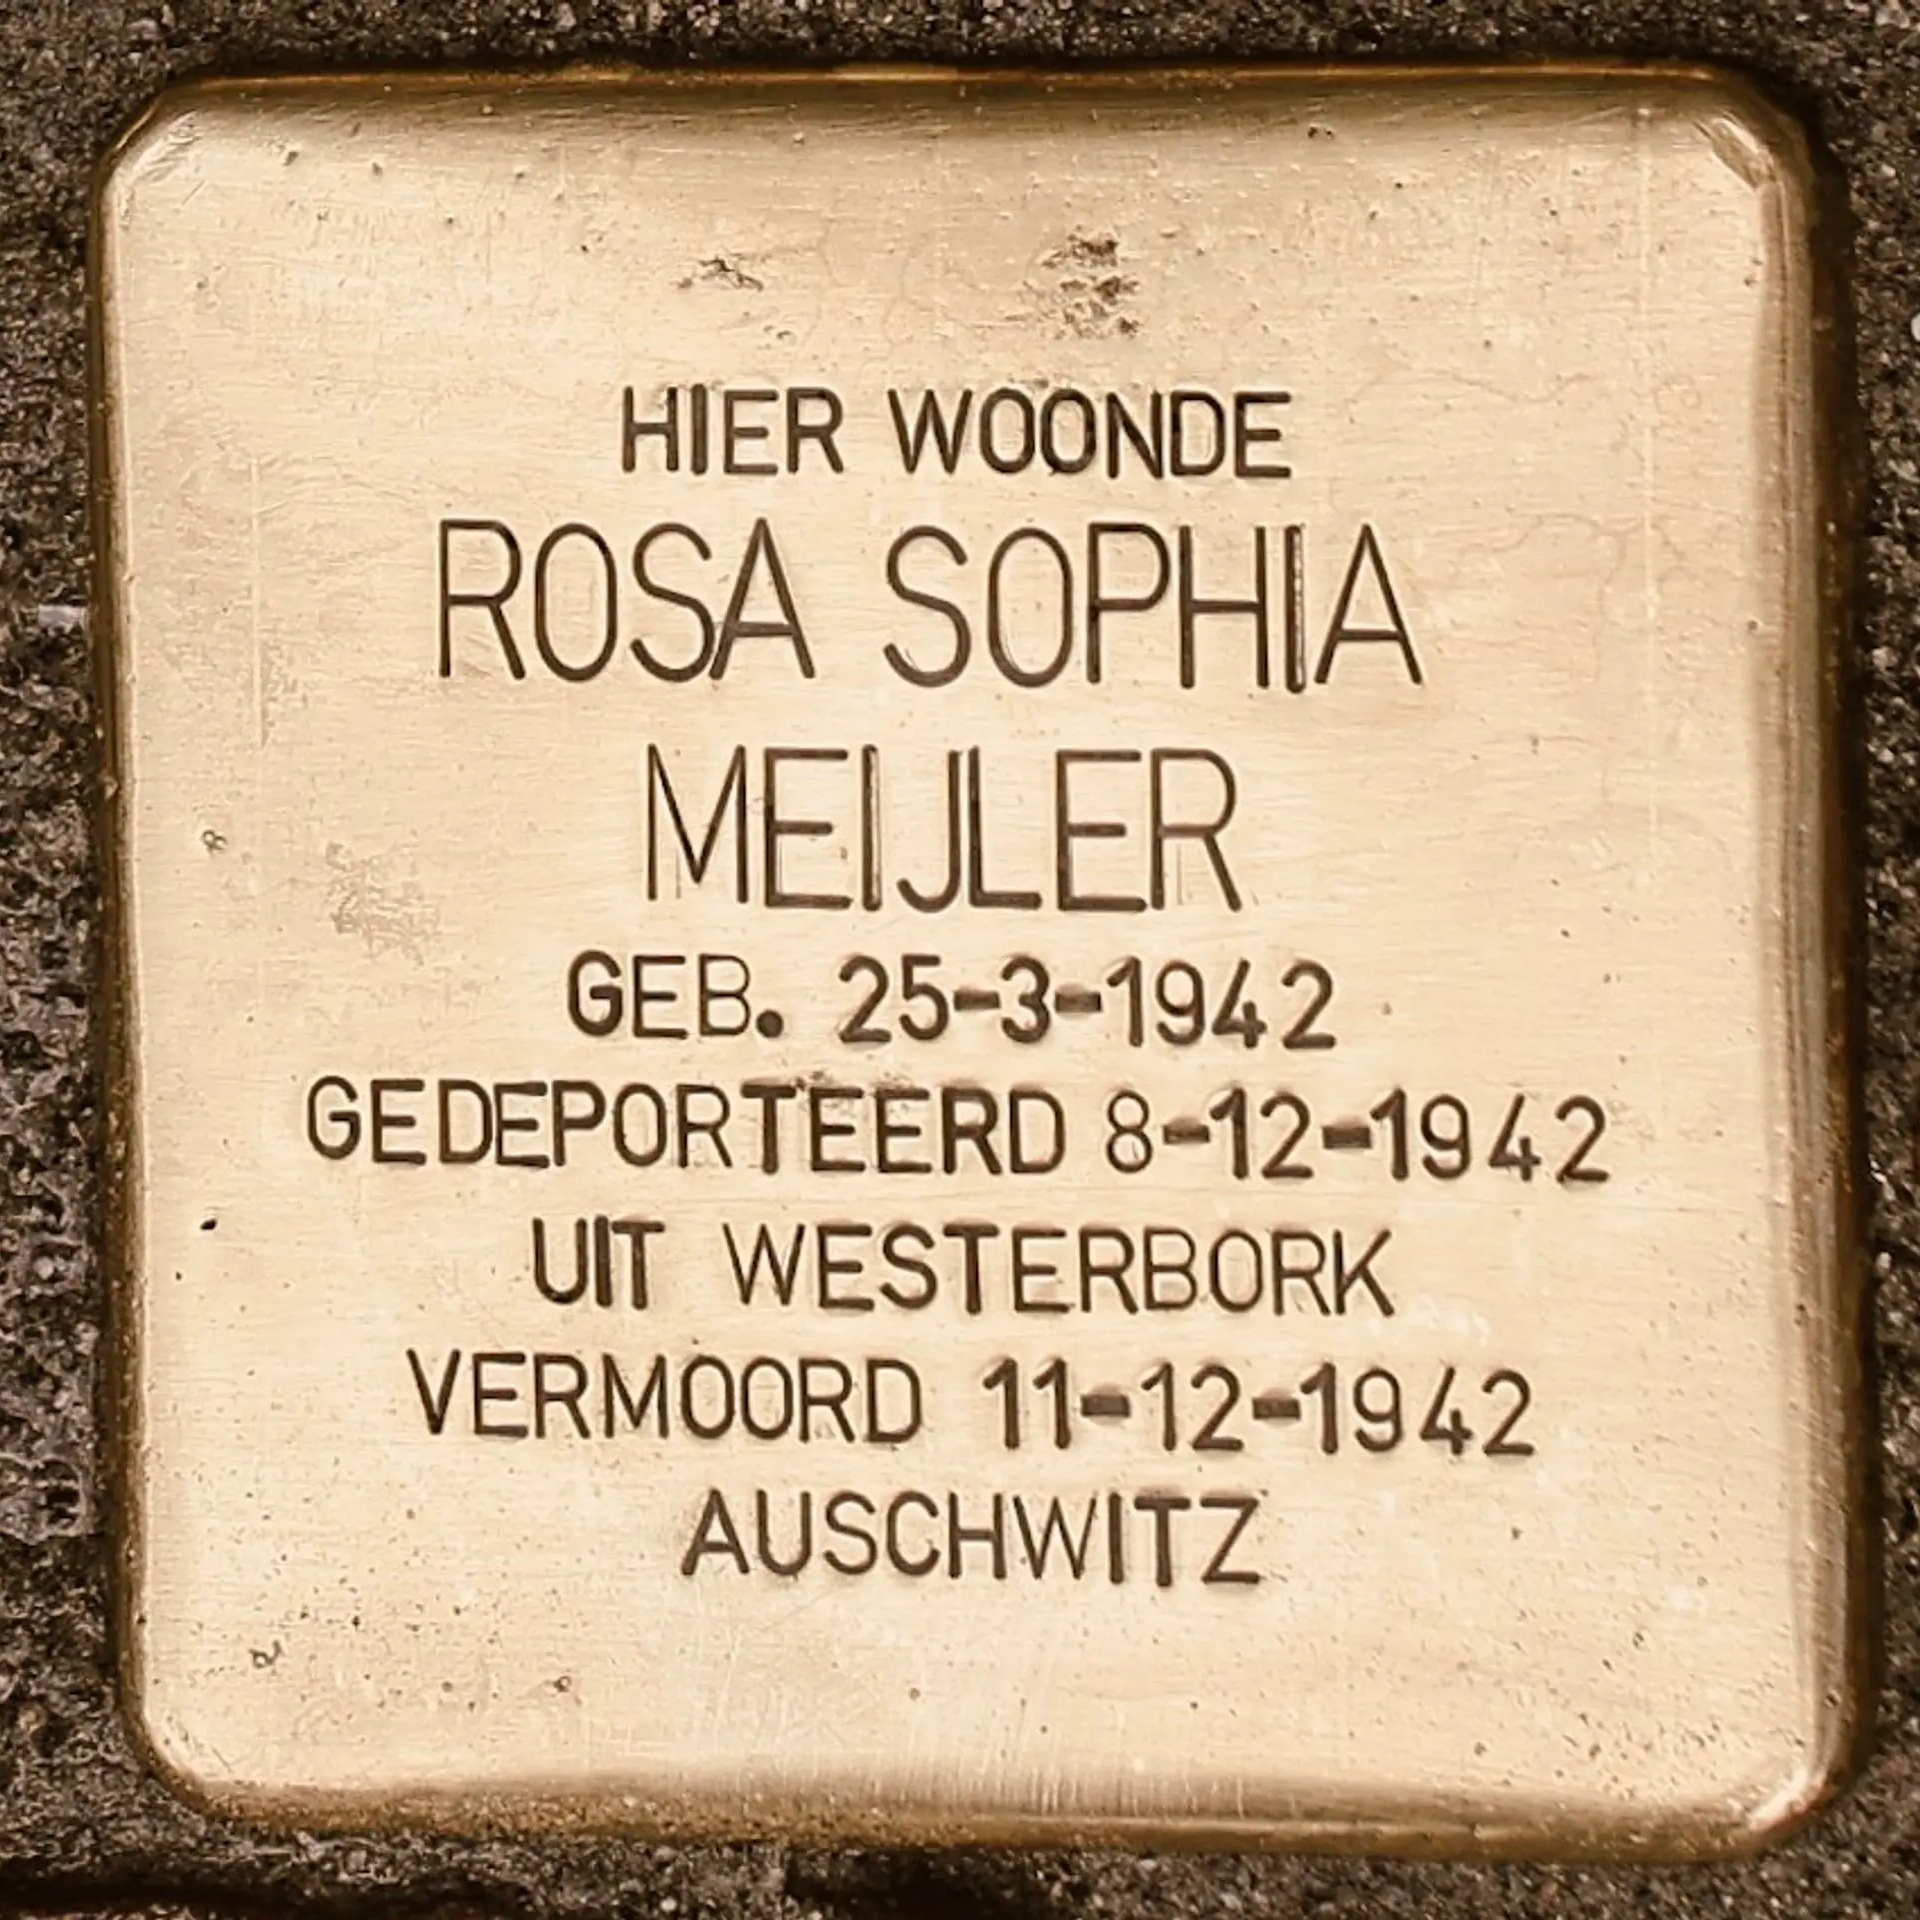 HIER WOONDE
ROSA SOPHIA
MEIJLER
GEB. 25-3-1942
GEDEPORTEERD 8-12-1942
UIT WESTERBORK
VERMOORD 11-12-1942
AUSCHWITZ